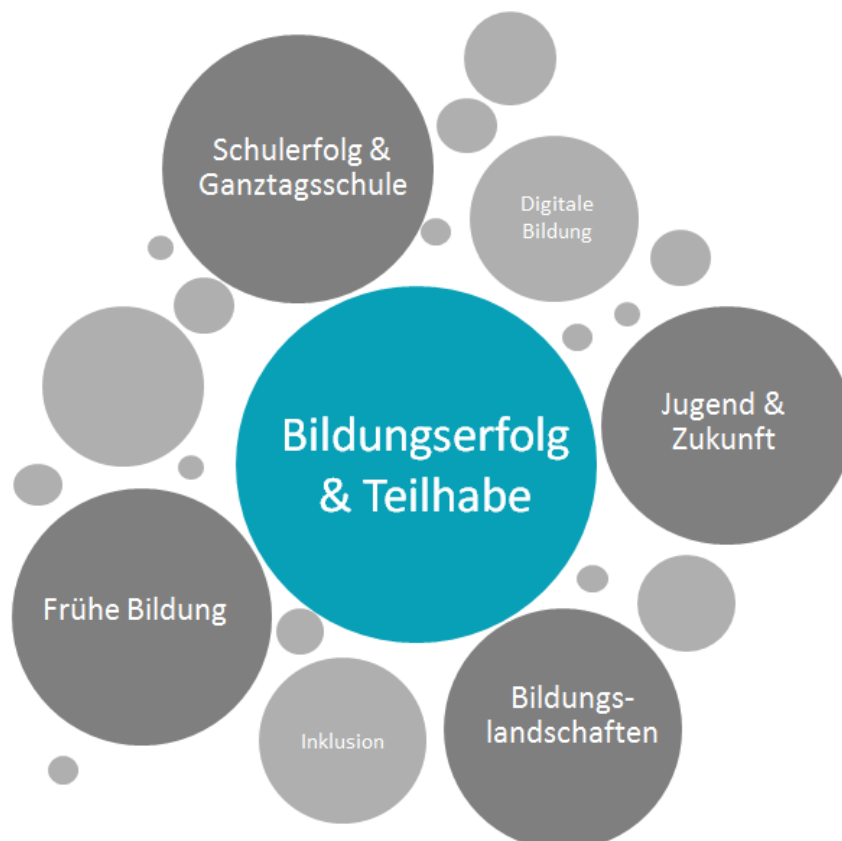 Schulerfolg &
Ganztagsschule
Digitale
Bildung
Jugend &
Zukunft
Bildungserfolg
& Teilhabe
Frühe Bildung
Bildungs-
landschaften
Inklusion